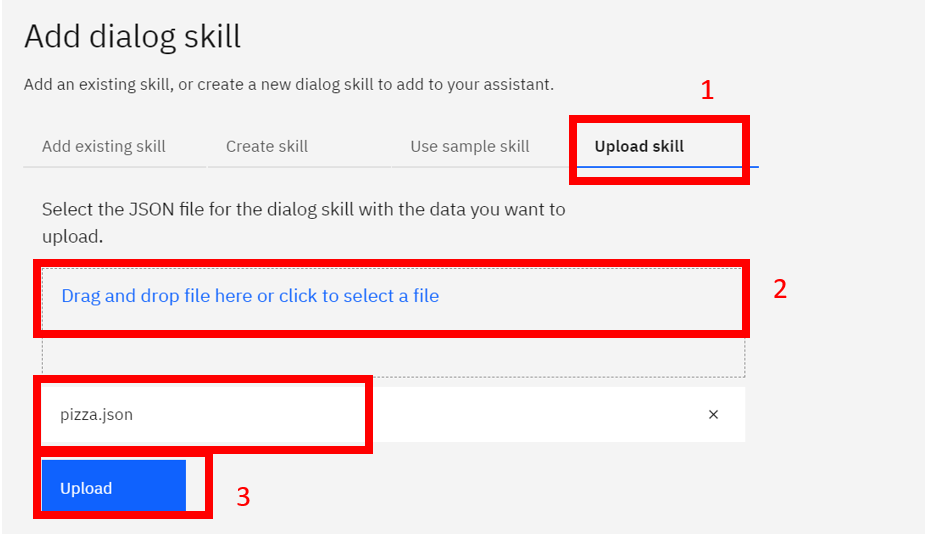 Add dialog skill
Add an existing skill, or create a new dialog skill to add to your assistant.
1
Add existing skill
Create skill
Use sample skill
Upload skill
Select the JSON file for the dialog skill with the data you want to
upload.
Drag and drop file here or click to select a file
2
pizza.json
×
Upload
3